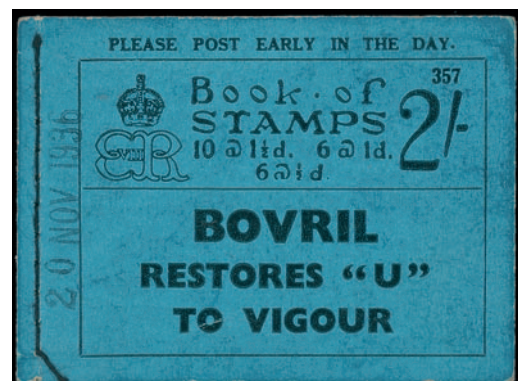 PLEASE POST EARLY IN THE DAY.
357
Book · of
STAMPS
2/-
10 @ 1½d. 6 @ 1d.
6 @ ½d.
E VIII R
BOVRIL
RESTORES “U”
TO VIGOUR
20 NOV 1936